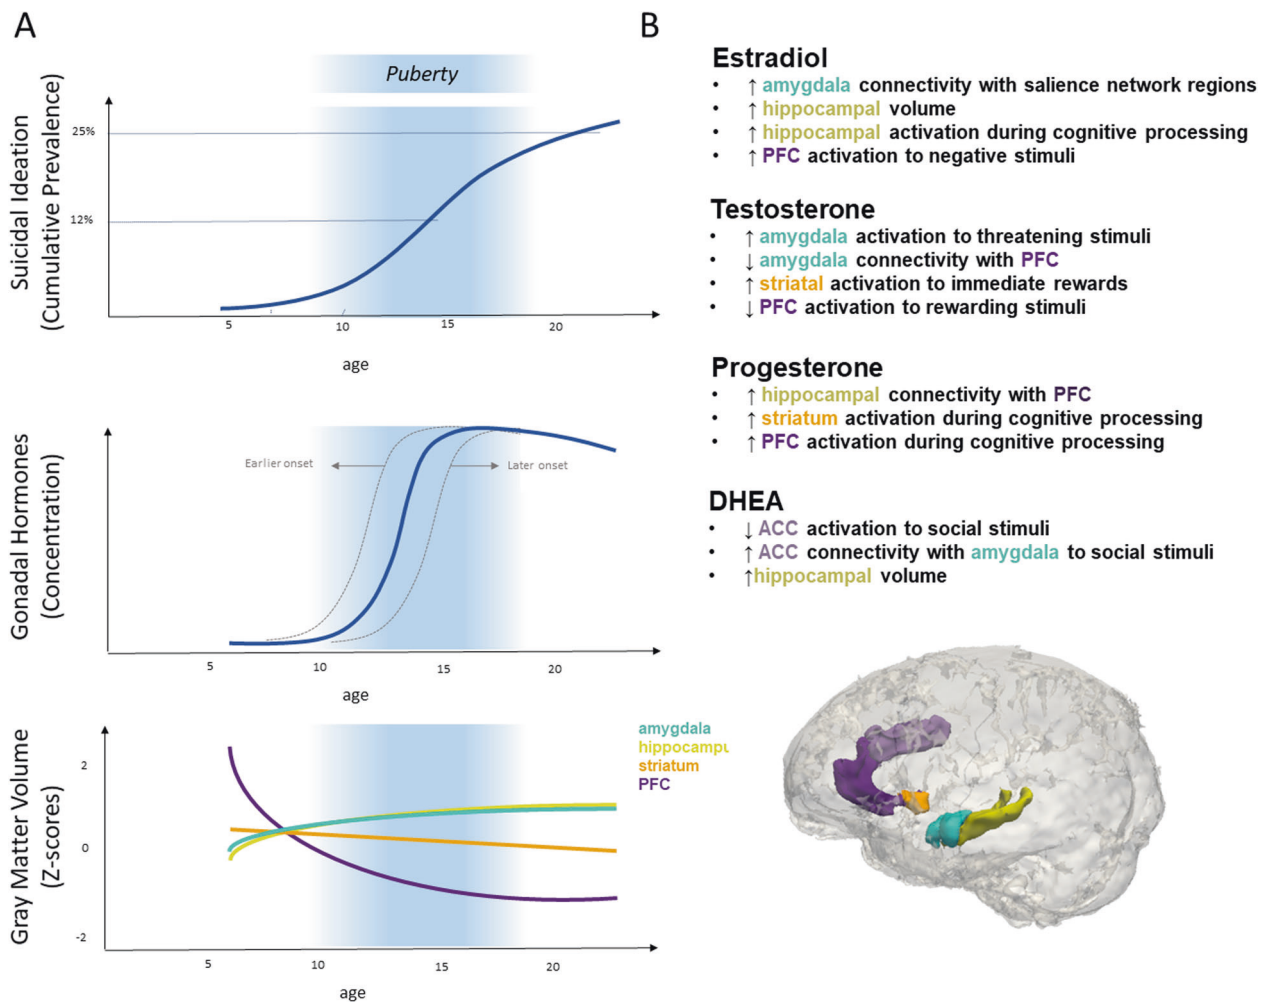 A
Puberty
Suicidal Ideation
(Cumulative Prevalence)
25%
12%
5 10 15 20
age
Gonadal Hormones
(Concentration)
Earlier onset
Later onset
5 10 15 20
age
Gray Matter Volume
(Z-scores)
2
0
-2
5 10 15 20
age
amygdala
hippocampu
striatum
PFC
B
Estradiol
• ↑ amygdala connectivity with salience network regions
• ↑ hippocampal volume
• ↑ hippocampal activation during cognitive processing
• ↑ PFC activation to negative stimuli
Testosterone
• ↑ amygdala activation to threatening stimuli
• ↓ amygdala connectivity with PFC
• ↑ striatal activation to immediate rewards
• ↓ PFC activation to rewarding stimuli
Progesterone
• ↑ hippocampal connectivity with PFC
• ↑ striatum activation during cognitive processing
• ↑ PFC activation during cognitive processing
DHEA
• ↓ ACC activation to social stimuli
• ↑ ACC connectivity with amygdala to social stimuli
• ↑hippocampal volume